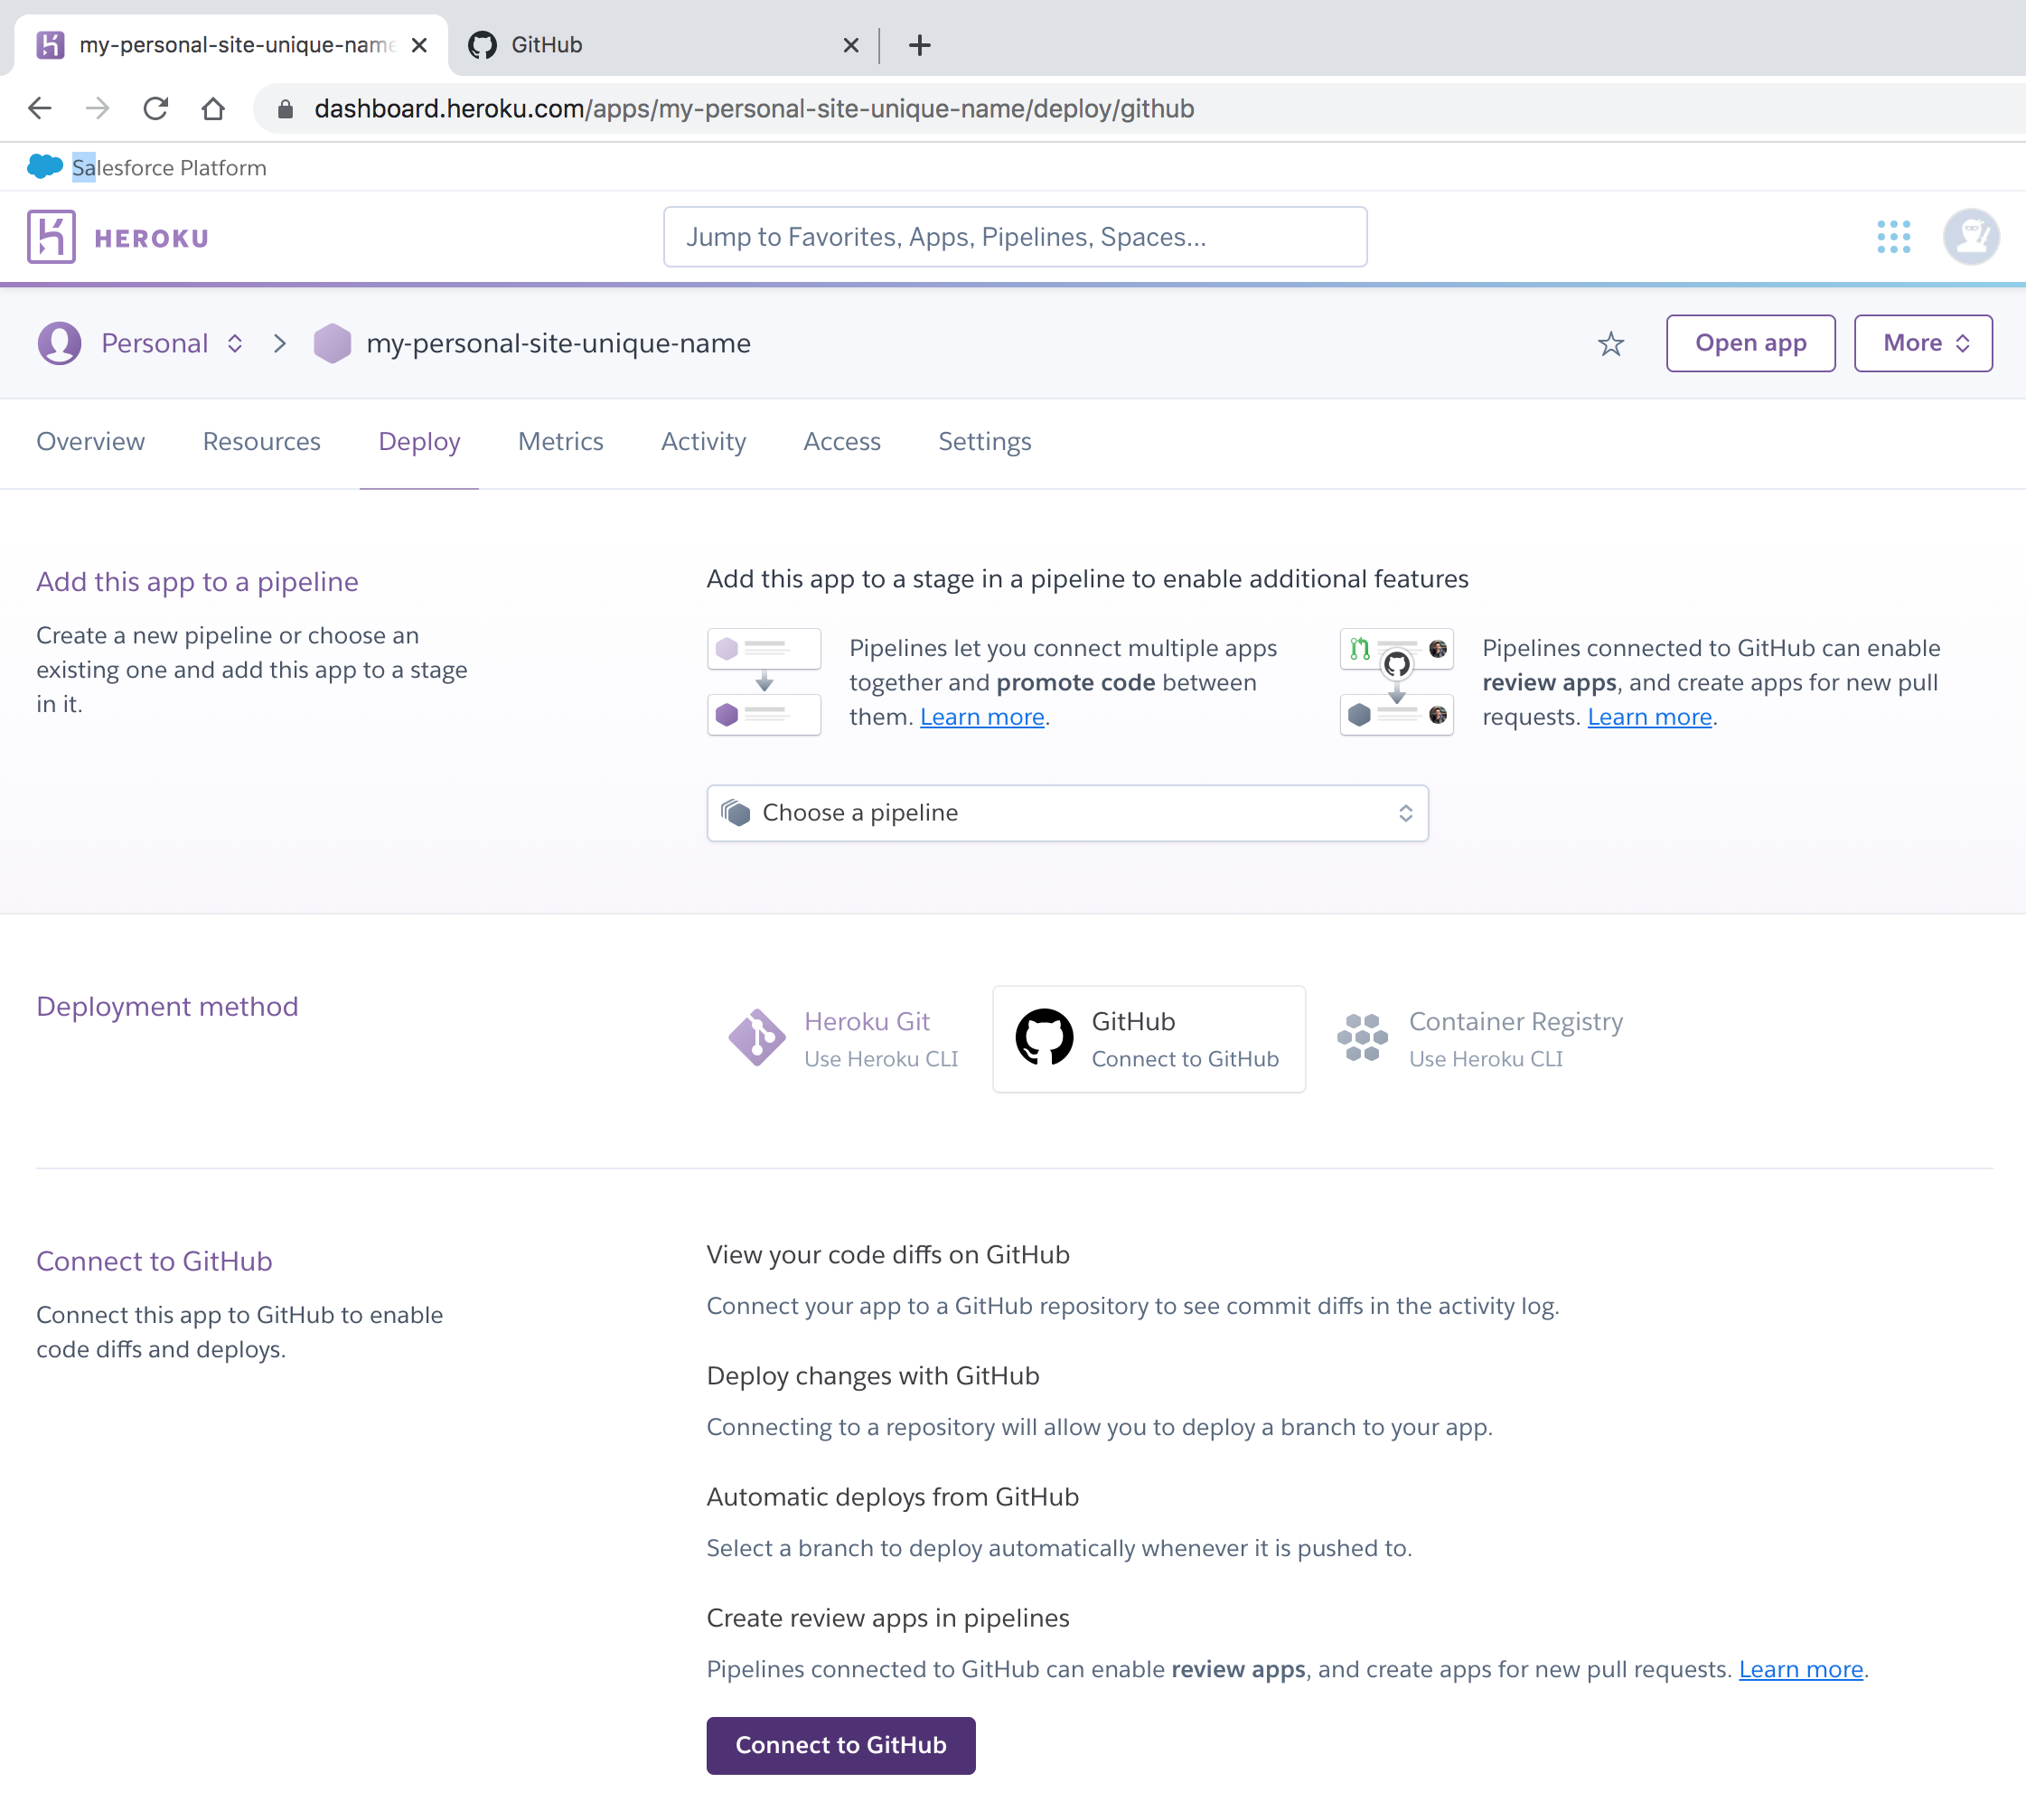 my-personal-site-unique-name
GitHub
dashboard.heroku.com/apps/my-personal-site-unique-name/deploy/github
Salesforce Platform
HEROKU
Jump to Favorites, Apps, Pipelines, Spaces...
Personal
my-personal-site-unique-name
Open app
More
Overview
Resources
Deploy
Metrics
Activity
Access
Settings
Add this app to a pipeline
Create a new pipeline or choose an
existing one and add this app to a stage
in it.
Add this app to a stage in a pipeline to enable additional features
Pipelines let you connect multiple apps
together and promote code between
them. Learn more.
Pipelines connected to GitHub can enable
review apps, and create apps for new pull
requests. Learn more.
Choose a pipeline
Deployment method
Heroku Git
Use Heroku CLI
GitHub
Connect to GitHub
Container Registry
Use Heroku CLI
Connect to GitHub
Connect this app to GitHub to enable
code diffs and deploys.
View your code diffs on GitHub
Connect your app to a GitHub repository to see commit diffs in the activity log.
Deploy changes with GitHub
Connecting to a repository will allow you to deploy a branch to your app.
Automatic deploys from GitHub
Select a branch to deploy automatically whenever it is pushed to.
Create review apps in pipelines
Pipelines connected to GitHub can enable review apps, and create apps for new pull requests. Learn more.
Connect to GitHub